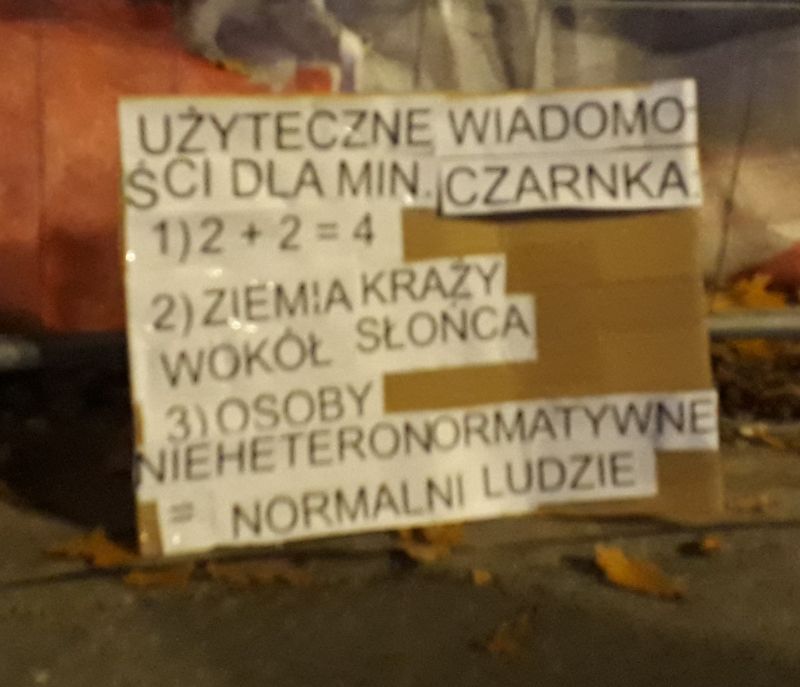 UŻYTECZNE WIADOMO-
ŚCI DLA MIN. CZARNKA
1) 2 + 2 = 4
2) ZIEMIA KRĄŻY
WOKÓŁ SŁOŃCA
3) OSOBY
NIEHETERONORMATYWNE
= NORMALNI LUDZIE